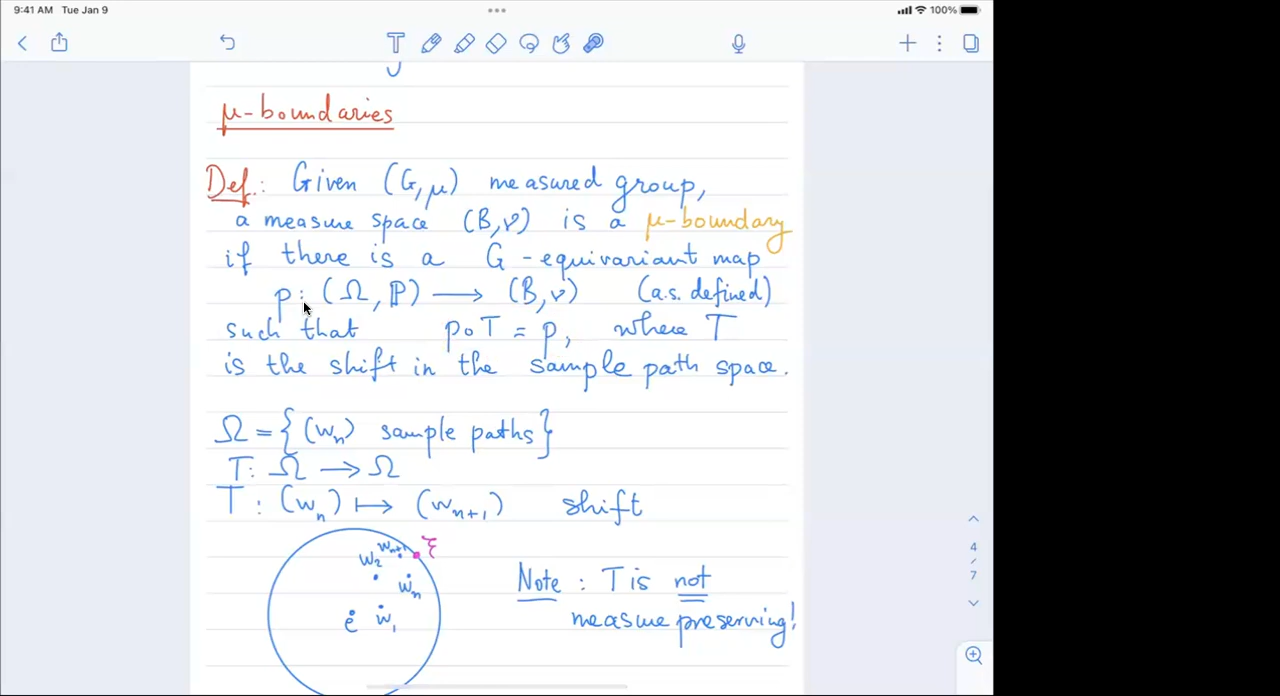 9:41 AM Tue Jan 9
100%
μ-boundaries
Def.: Given (G,μ) measured group,
a measure space (B,ν) is a μ-boundary
if there is a G-equivariant map
p: (Ω, ℙ) ⟶ (B,ν) (a.s. defined)
such that p∘T = p, where T
is the shift in the sample path space.
Ω = {(wₙ) sample paths}
T: Ω ⟶ Ω
T: (wₙ) ⟼ (wₙ₊₁) shift
wₙ₊₁ ξ
w₂
wₙ
e w₁
Note: T is not
measure preserving!
4
/
7